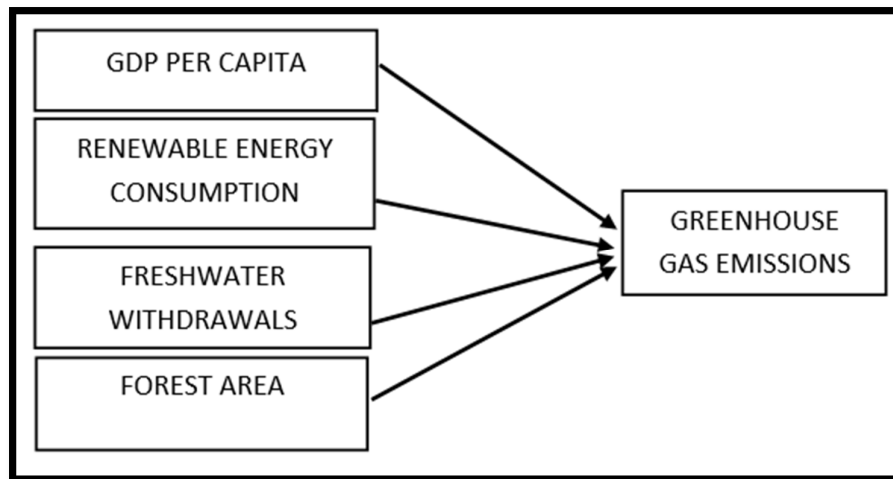 GDP PER CAPITA
RENEWABLE ENERGY
CONSUMPTION
FRESHWATER
WITHDRAWALS
FOREST AREA
GREENHOUSE
GAS EMISSIONS